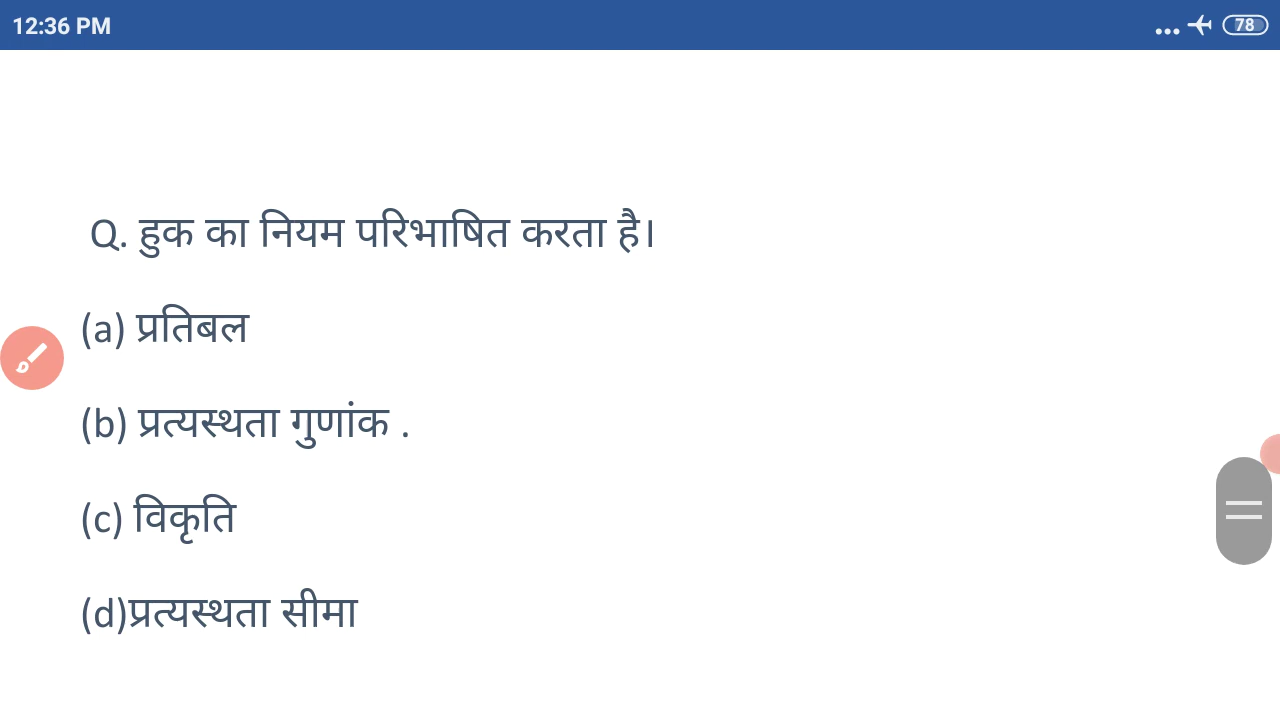 12:36 PM
78
Q. हुक का नियम परिभाषित करता है।
(a) प्रतिबल
(b) प्रत्यस्थता गुणांक .
(c) विकृति
(d)प्रत्यस्थता सीमा